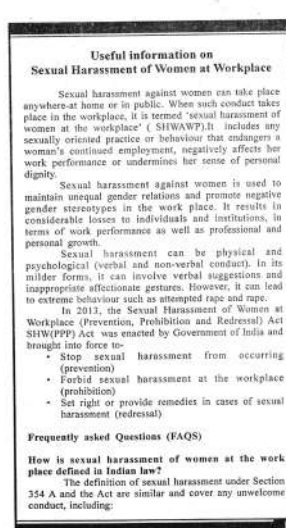 Useful information on
Sexual Harassment of Women at Workplace
Sexual harassment against women can take place
anywhere-at home or in public. When such conduct takes
place in the workplace, it is termed 'sexual harassment of
women at the workplace' ( SHWAWP).It includes any
sexually oriented practice or behaviour that endangers a
woman's continued employment, negatively affects her
work performance or undermines her sense of personal
dignity.
Sexual harassment against women is used to
maintain unequal gender relations and promote negative
gender stereotypes in the work place. It results in
considerable losses to individuals and institutions, in
terms of work performance as well as professional and
personal growth.
Sexual harassment can be physical and
psychological (verbal and non-verbal conduct). In its
milder forms, it can involve verbal suggestions and
inappropriate affectionate gestures. However, it can lead
to extreme behaviour such as attempted rape and rape.
In 2013, the Sexual Harassment of Women at
Workplace (Prevention, Prohibition and Redressal) Act
SHW(PPP) Act was enacted by Government of India and
brought into force to-
• Stop sexual harassment from occurring
(prevention)
• Forbid sexual harassment at the workplace
(prohibition)
• Set right or provide remedies in cases of sexual
harassment (redressal)
Frequently asked Questions (FAQS)
How is sexual harassment of women at the work
place defined in Indian law?
The definition of sexual harassment under Section
354 A and the Act are similar and cover any unwelcome
conduct, including: